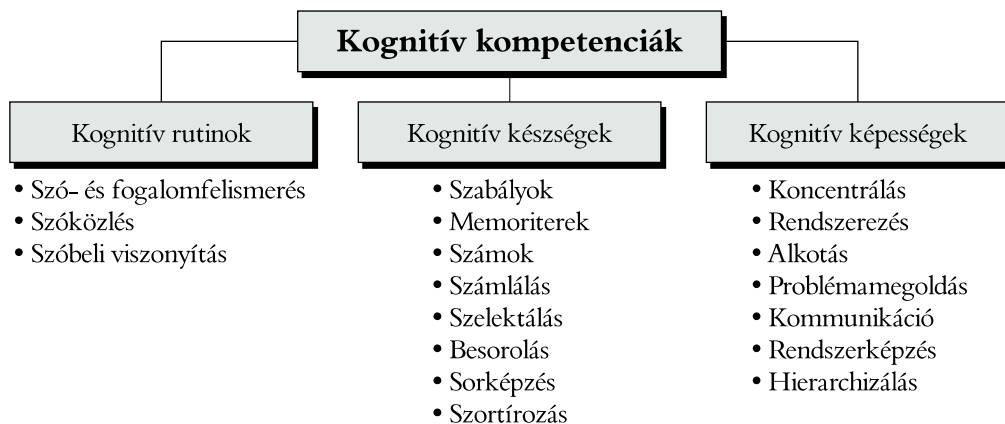 Kognitív kompetenciák
Kognitív rutinok
• Szó- és fogalomfelismerés
• Szóközlés
• Szóbeli viszonyítás
Kognitív készségek
• Szabályok
• Memoriterek
• Számok
• Számlálás
• Szelektálás
• Besorolás
• Sorképzés
• Szortírozás
Kognitív képességek
• Koncentrálás
• Rendszerezés
• Alkotás
• Problémamegoldás
• Kommunikáció
• Rendszerképzés
• Hierarchizálás